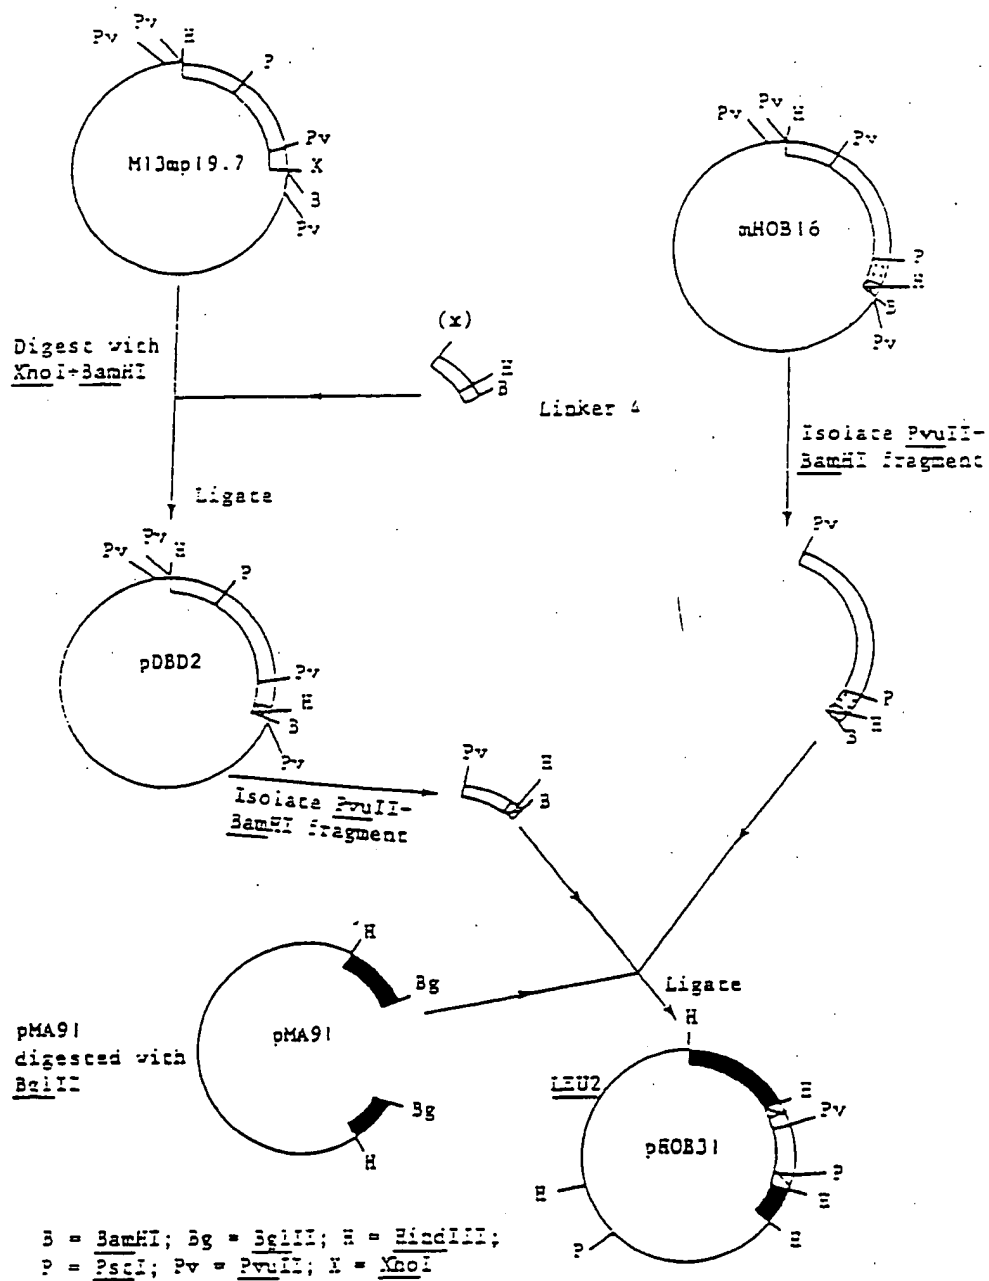 Pv Pv H
P
M13mp19.7
Pv
X
B
Pv
Pv Pv H
Pv
mHOB16
P
H
B
Pv
Digest with
XhoI+BamHI
(x)
H
B
Linker 4
Isolate PvuII-
BamHI fragment
Ligate
Pv Pv H
P
pDBD2
Pv
H
B
Pv
Pv
P
H
B
Isolate PvuII-
BamHI fragment
Pv
H
B
H
Bg
pMA91
digested with
BglII
pMA91
Bg
H
Ligate
H
LEU2
H
Pv
pHOB31
P
H
H
H
P
B = BamHI; Bg = BglII; H = HindIII;
P = PstI; Pv = PvuII; X = XhoI